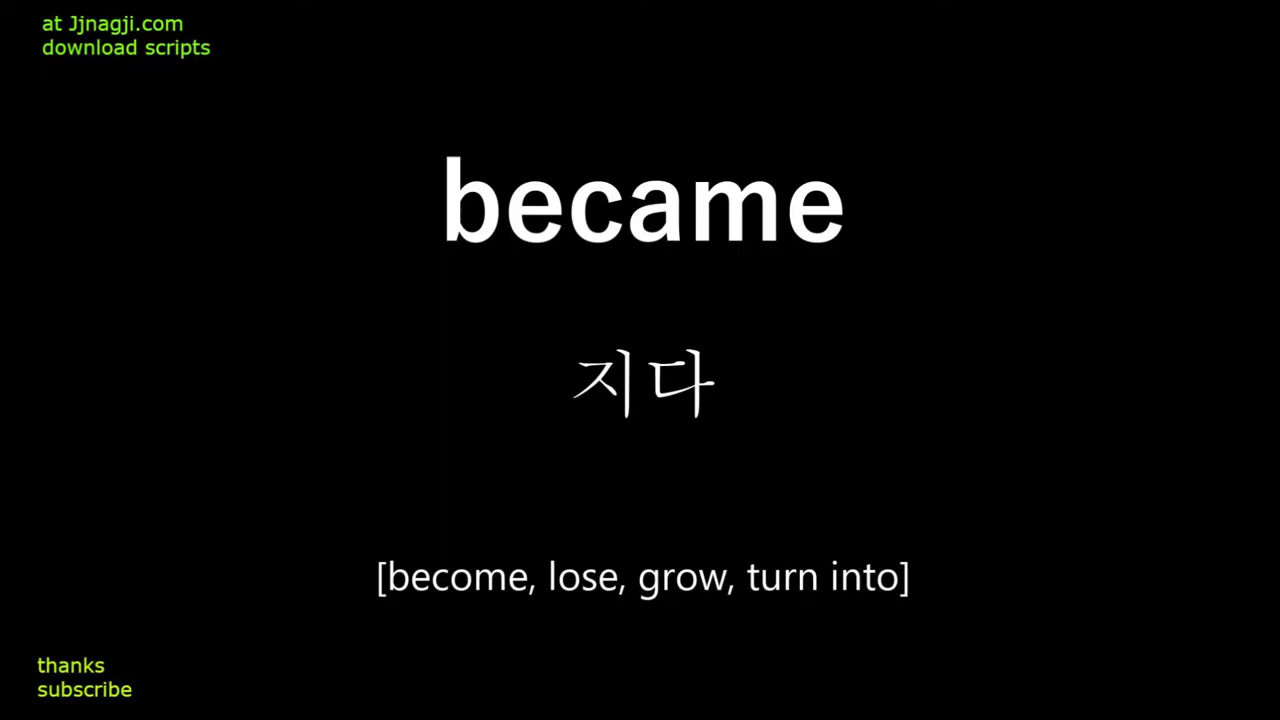 at Jjnagji.com
download scripts
became
지다
[become, lose, grow, turn into]
thanks
subscribe